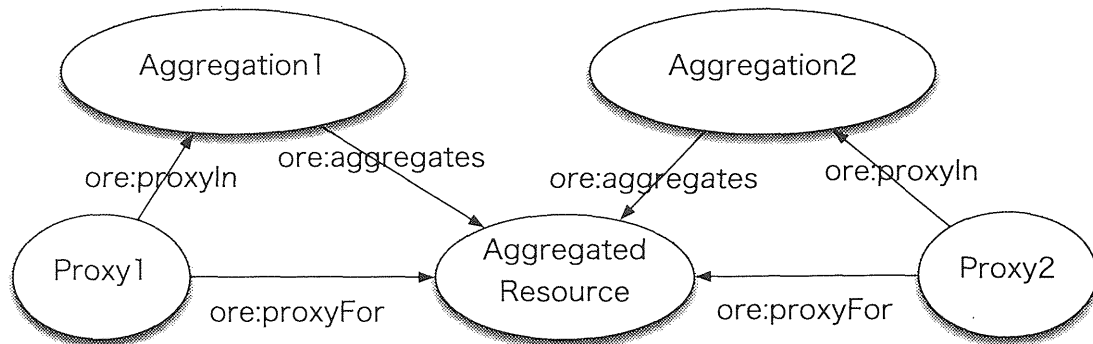 Aggregation1
Aggregation2
ore:aggregates
ore:proxyIn
ore:aggregates
ore:proxyIn
Proxy1
Aggregated
Resource
Proxy2
ore:proxyFor
ore:proxyFor